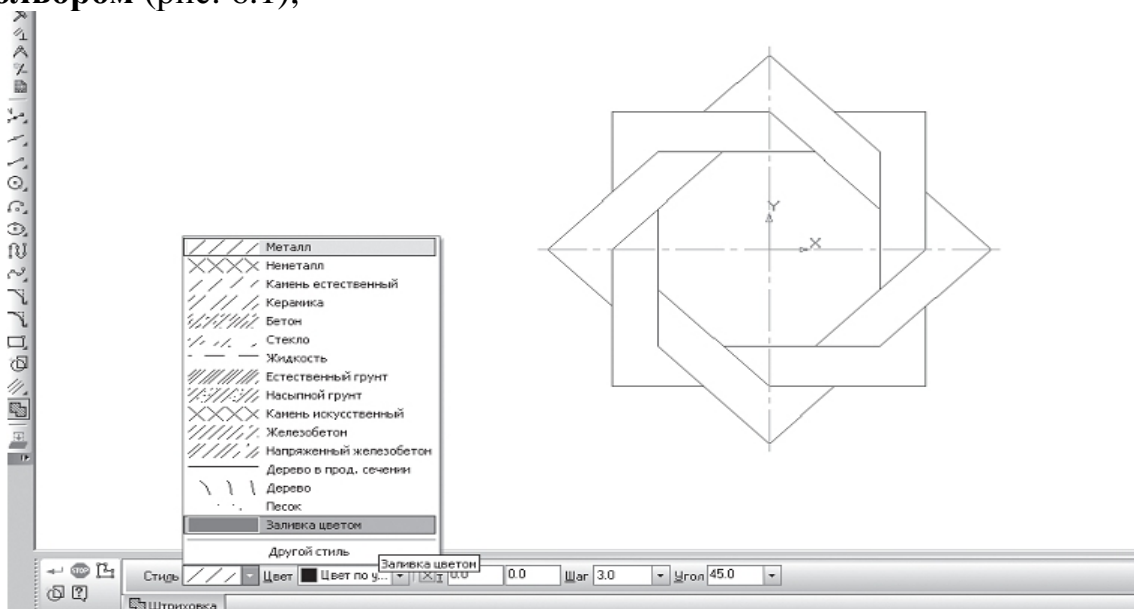 (рис. 6.1),
Y
X
Металл
Неметалл
Камень естественный
Керамика
Бетон
Стекло
Жидкость
Естественный грунт
Насыпной грунт
Камень искусственный
Железобетон
Напряженный железобетон
Дерево в прод. сечении
Дерево
Песок
Заливка цветом
Другой стиль
Заливка цветом
STOP Стиль Цвет Цвет по у... 0.0 0.0 Шаг 3.0 Угол 45.0
Штриховка